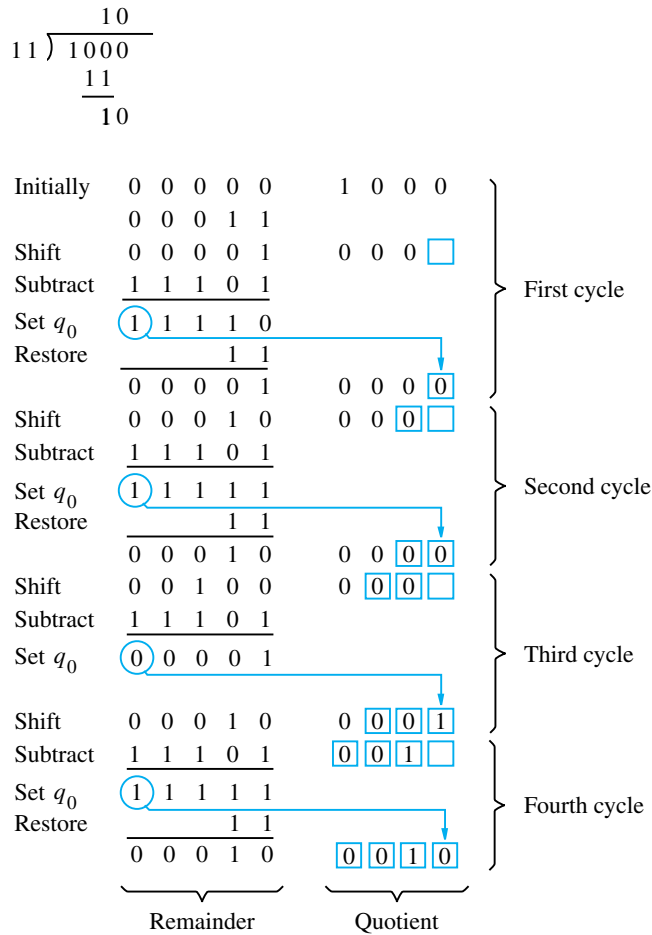 10
11 ) 1000
11
10
Initially 0 0 0 0 0 1 0 0 0
0 0 0 1 1
Shift 0 0 0 0 1 0 0 0
Subtract 1 1 1 0 1
First cycle
Set q0 1 1 1 1 0
Restore 1 1
0 0 0 0 1 0 0 0 0
Shift 0 0 0 1 0 0 0 0
Subtract 1 1 1 0 1
Set q0 1 1 1 1 1
Second cycle
Restore 1 1
0 0 0 1 0 0 0 0 0
Shift 0 0 1 0 0 0 0 0
Subtract 1 1 1 0 1
Set q0 0 0 0 0 1
Third cycle
Shift 0 0 0 1 0 0 0 0 1
Subtract 1 1 1 0 1 0 0 1
Set q0 1 1 1 1 1
Fourth cycle
Restore 1 1
0 0 0 1 0 0 0 1 0
Remainder Quotient